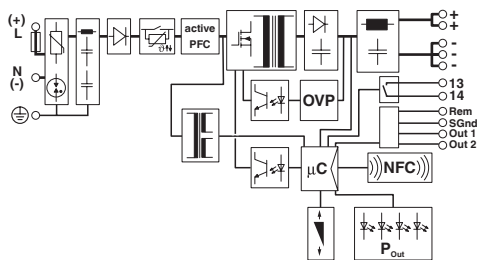 (+)
L
N
(-)
ϑ
active
PFC
OVP
+
+
-
-
-
13
14
Rem
SGnd
Out 1
Out 2
μC
NFC
P Out